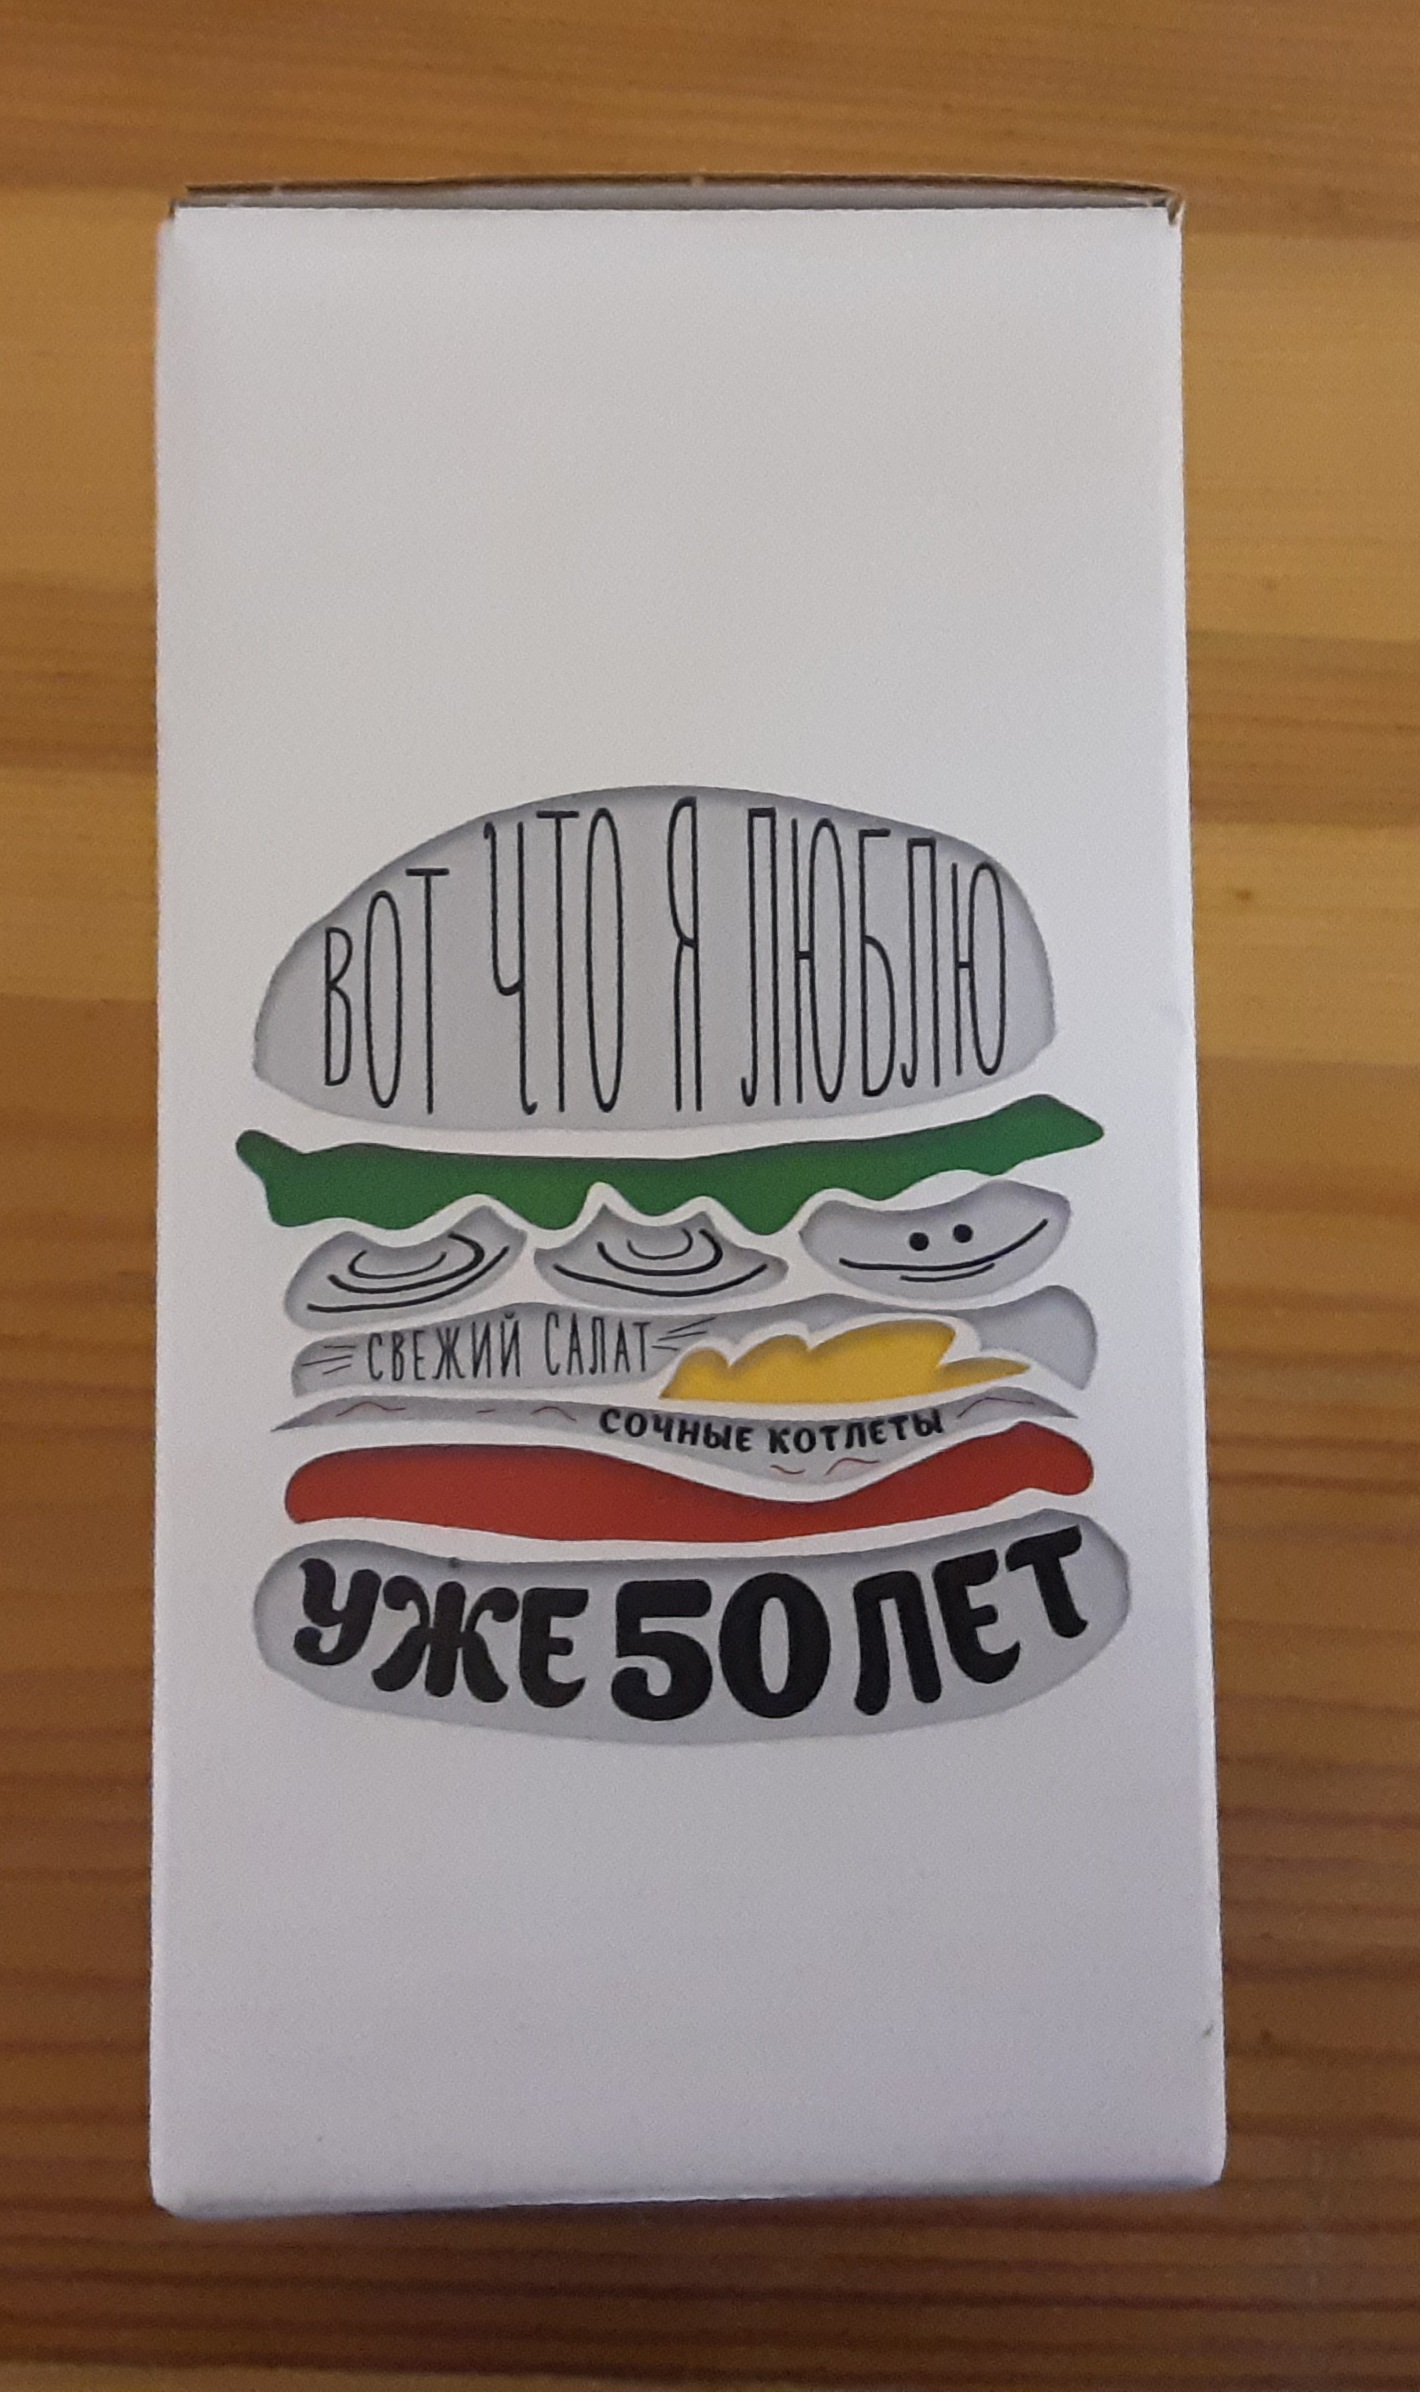 ВОТ ЧТО Я ЛЮБЛЮ
СВЕЖИЙ САЛАТ
СОЧНЫЕ КОТЛЕТЫ
УЖЕ 50 ЛЕТ